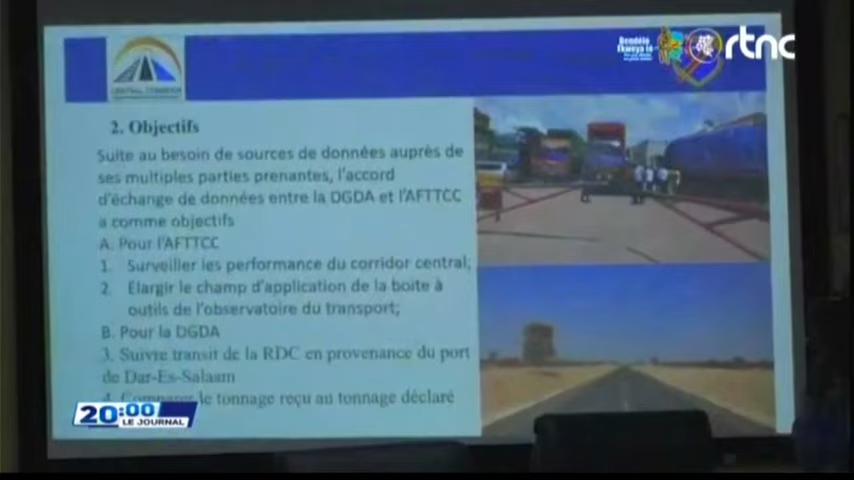 rtnc
CENTRAL CORRIDOR
2. Objectifs
Suite au besoin de sources de données auprès de
ses multiples parties prenantes, l'accord
d'échange de données entre la DGDA et l'AFTTCC
a comme objectifs
A. Pour l'AFTTCC
1. Surveiller les performance du corridor central;
2. Elargir le champ d'application de la boite à
outils de l'observatoire du transport;
B. Pour la DGDA
3. Suivre transit de la RDC en provenance du port
de Dar-Es-Salaam
4. Comparer le tonnage reçu au tonnage déclaré
20:00
LE JOURNAL